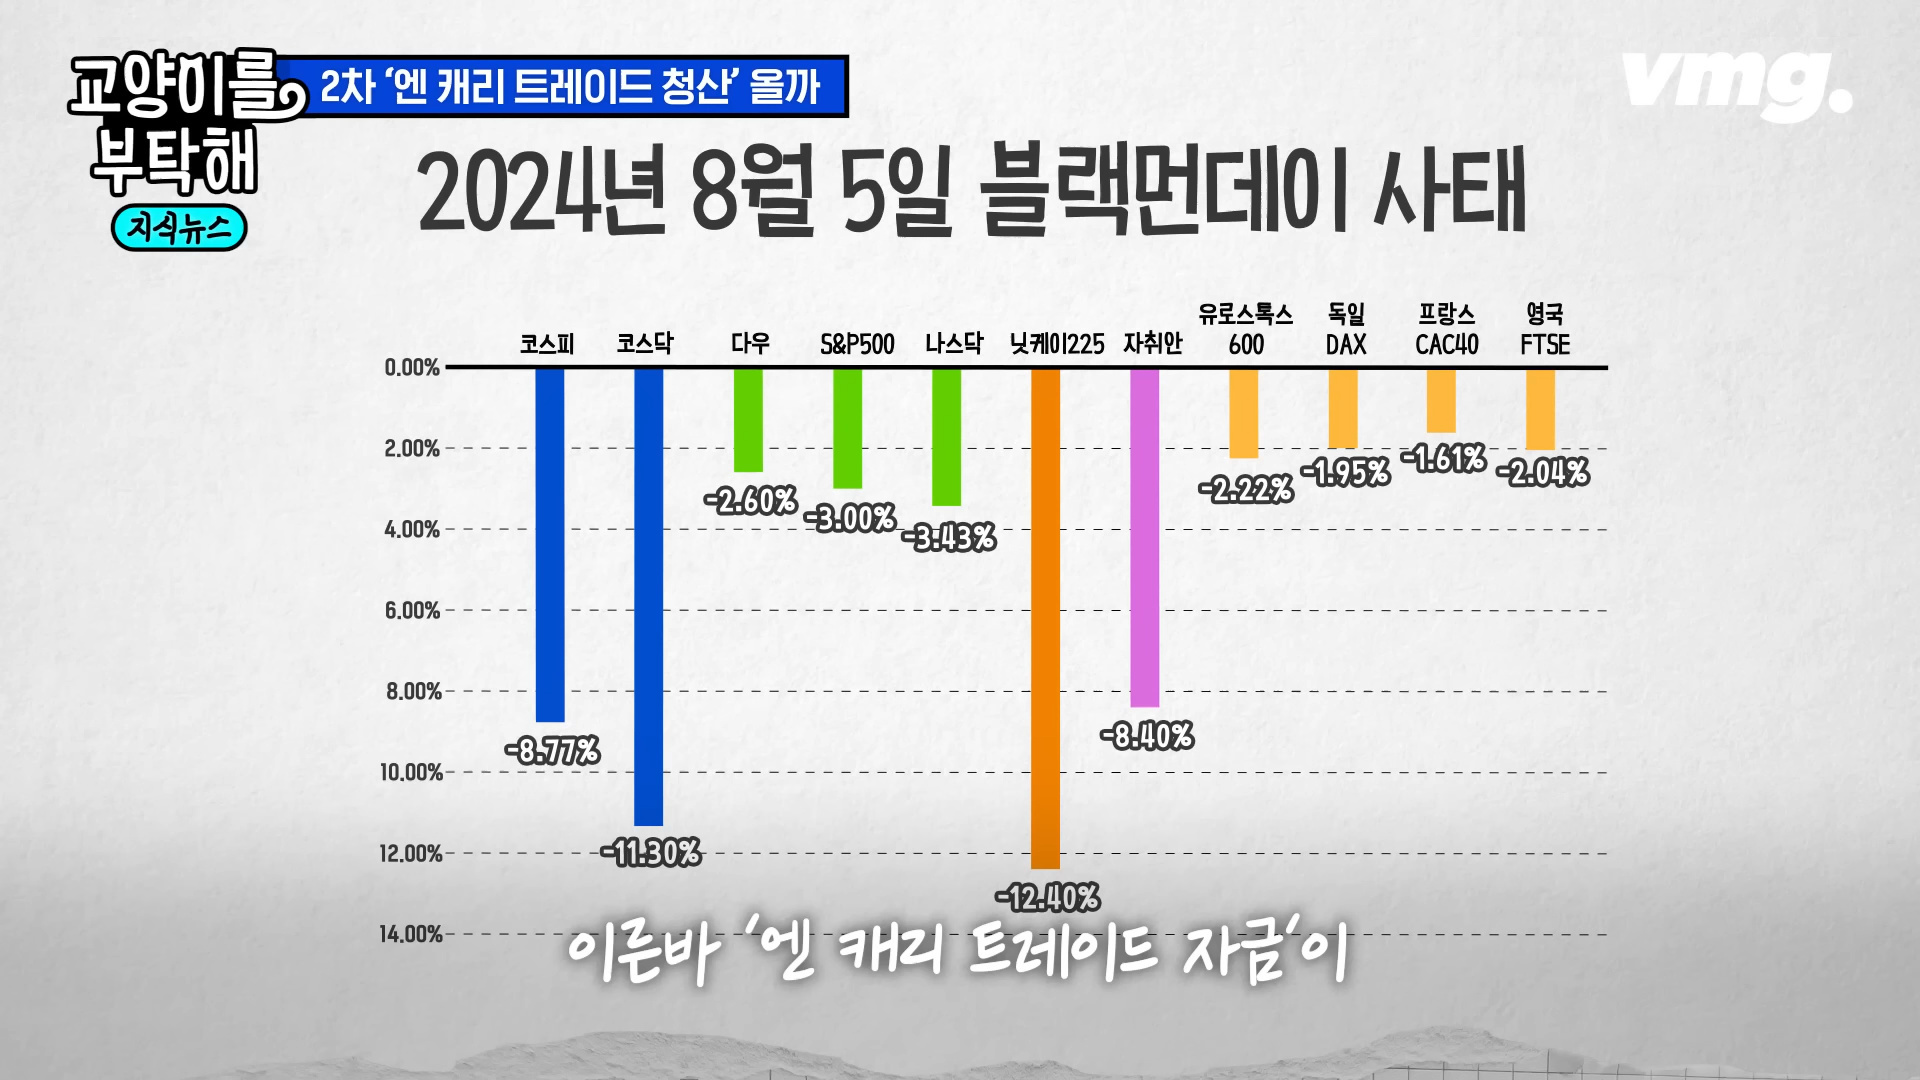 교양이를
부탁해
지식뉴스
2차 ‘엔 캐리 트레이드 청산’ 올까
vmg.
2024년 8월 5일 블랙먼데이 사태
코스피
코스닥
다우
S&P500
나스닥
닛케이225
자취안
유로스톡스
600
독일
DAX
프랑스
CAC40
영국
FTSE
0.00%
2.00%
4.00%
6.00%
8.00%
10.00%
12.00%
14.00%
-8.77%
-11.30%
-2.60%
-3.00%
-3.43%
-12.40%
-8.40%
-2.22%
-1.95%
-1.61%
-2.04%
이른바 ‘엔 캐리 트레이드 자금’이